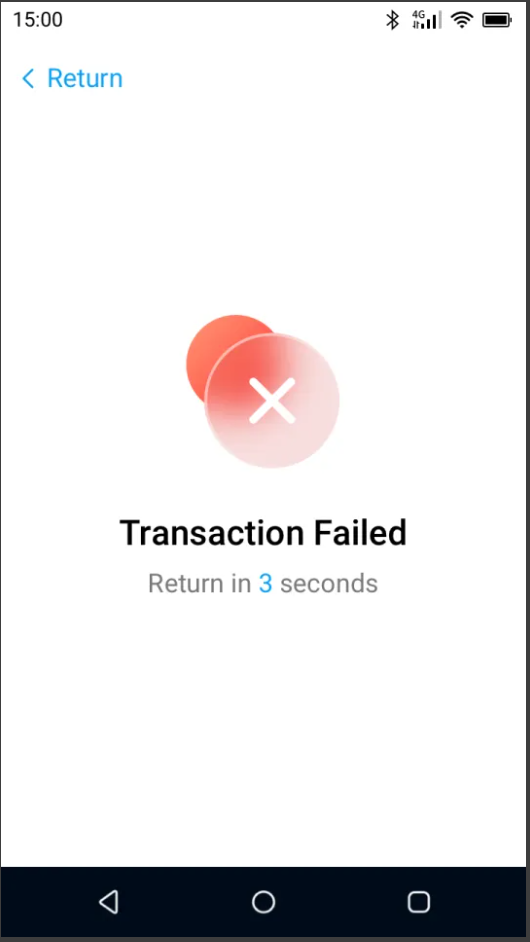 15:00
4G
Return
Transaction Failed
Return in 3 seconds